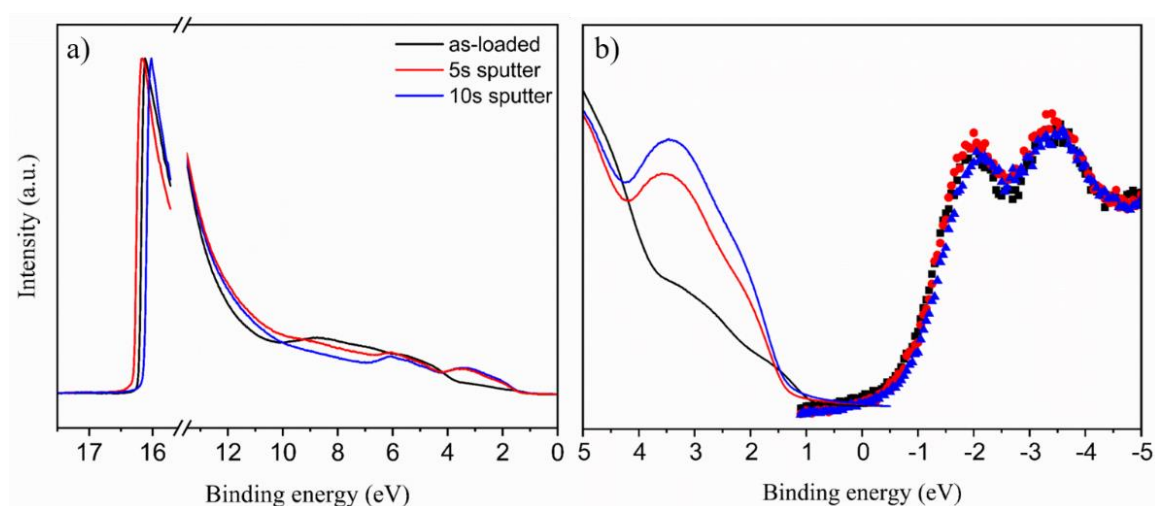 a)
as-loaded
5s sputter
10s sputter
Intensity (a.u.)
17 16 12 10 8 6 4 2 0
Binding energy (eV)
b)
5 4 3 2 1 0 -1 -2 -3 -4 -5
Binding energy (eV)